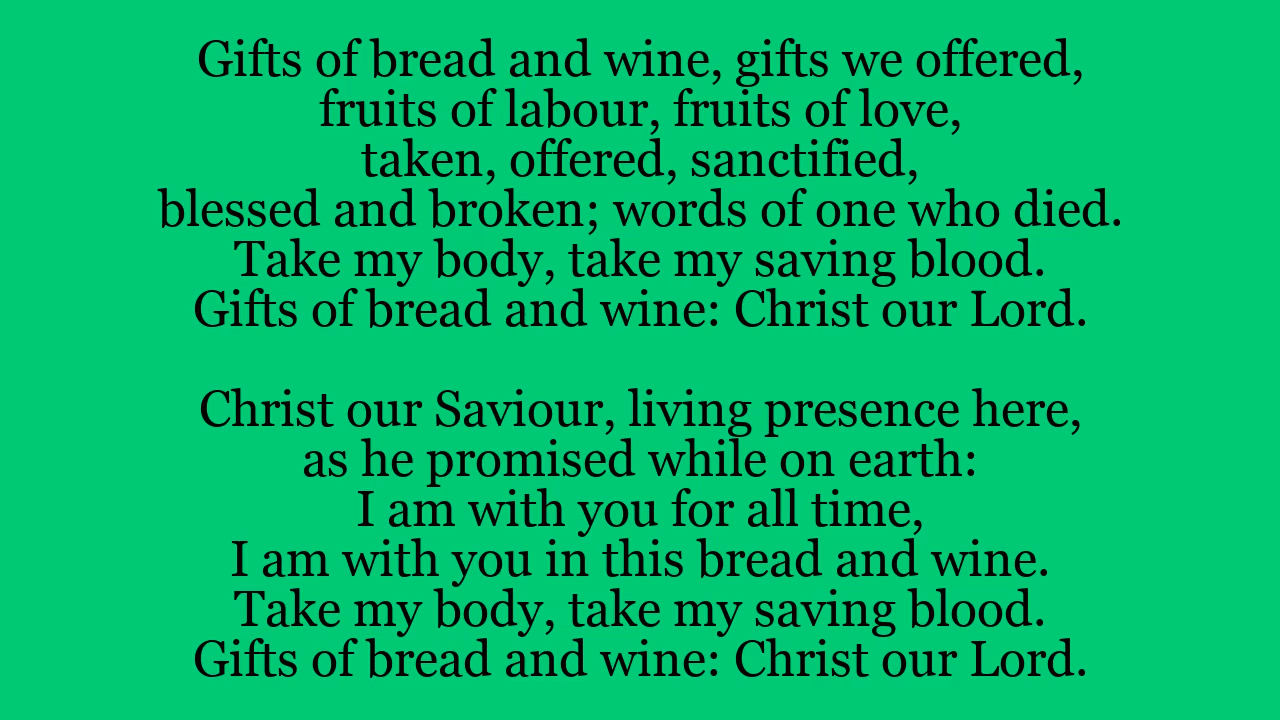 Gifts of bread and wine, gifts we offered,
fruits of labour, fruits of love,
taken, offered, sanctified,
blessed and broken; words of one who died.
Take my body, take my saving blood.
Gifts of bread and wine: Christ our Lord.

Christ our Saviour, living presence here,
as he promised while on earth:
I am with you for all time,
I am with you in this bread and wine.
Take my body, take my saving blood.
Gifts of bread and wine: Christ our Lord.